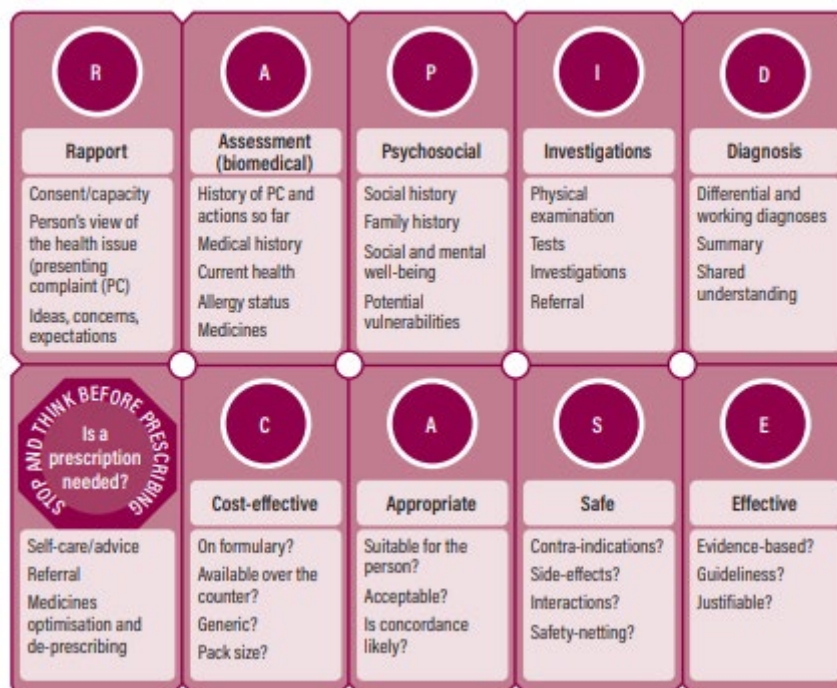 R
Rapport
Consent/capacity
Person's view of
the health issue
(presenting
complaint (PC)
Ideas, concerns,
expectations
A
Assessment
(biomedical)
History of PC and
actions so far
Medical history
Current health
Allergy status
Medicines
P
Psychosocial
Social history
Family history
Social and mental
well-being
Potential
vulnerabilities
I
Investigations
Physical
examination
Tests
Investigations
Referral
D
Diagnosis
Differential and
working diagnoses
Summary
Shared
understanding
STOP AND THINK BEFORE PRESCRIBING
Is a
prescription
needed?
Self-care/advice
Referral
Medicines
optimisation and
de-prescribing
C
Cost-effective
On formulary?
Available over the
counter?
Generic?
Pack size?
A
Appropriate
Suitable for the
person?
Acceptable?
Is concordance
likely?
S
Safe
Contra-indications?
Side-effects?
Interactions?
Safety-netting?
E
Effective
Evidence-based?
Guideliness?
Justifiable?